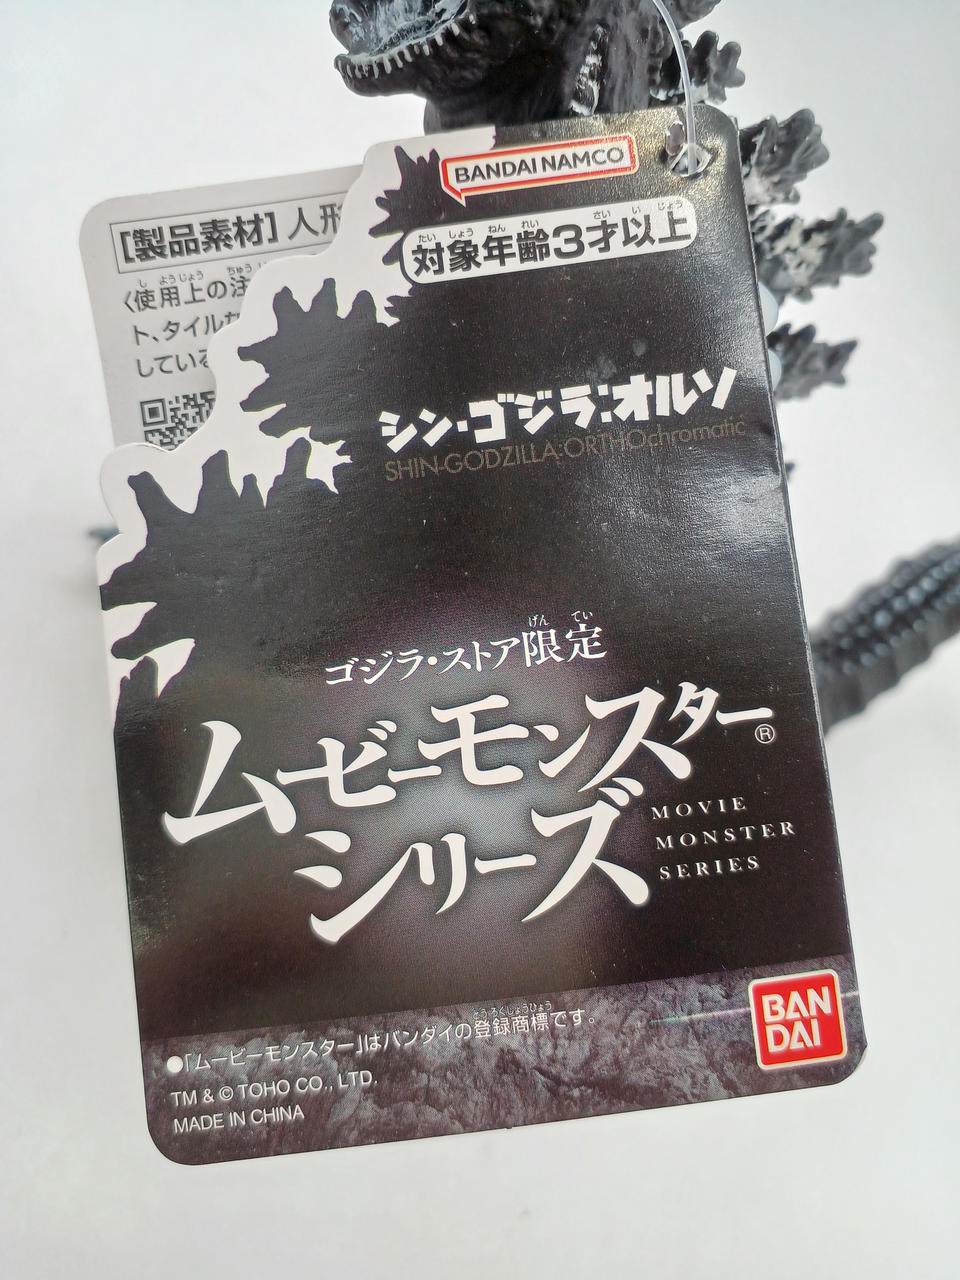 BANDAI NAMCO
対象年齢3才以上
たいしょうねんれい さいいじょう
[製品素材]人形
〈使用上の注
しようじょう ちゅうい
ト、タイルカ
している
シン・ゴジラ:オルソ
SHIN-GODZILLA:ORTHOchromatic
ゴジラ・ストア限定
げんてい
ムービーモンスター®
シリーズ
MOVIE
MONSTER
SERIES
BAN
DAI
●「ムービーモンスター」はバンダイの登録商標です。
とうろくしょうひょう
TM & © TOHO CO., LTD.
MADE IN CHINA